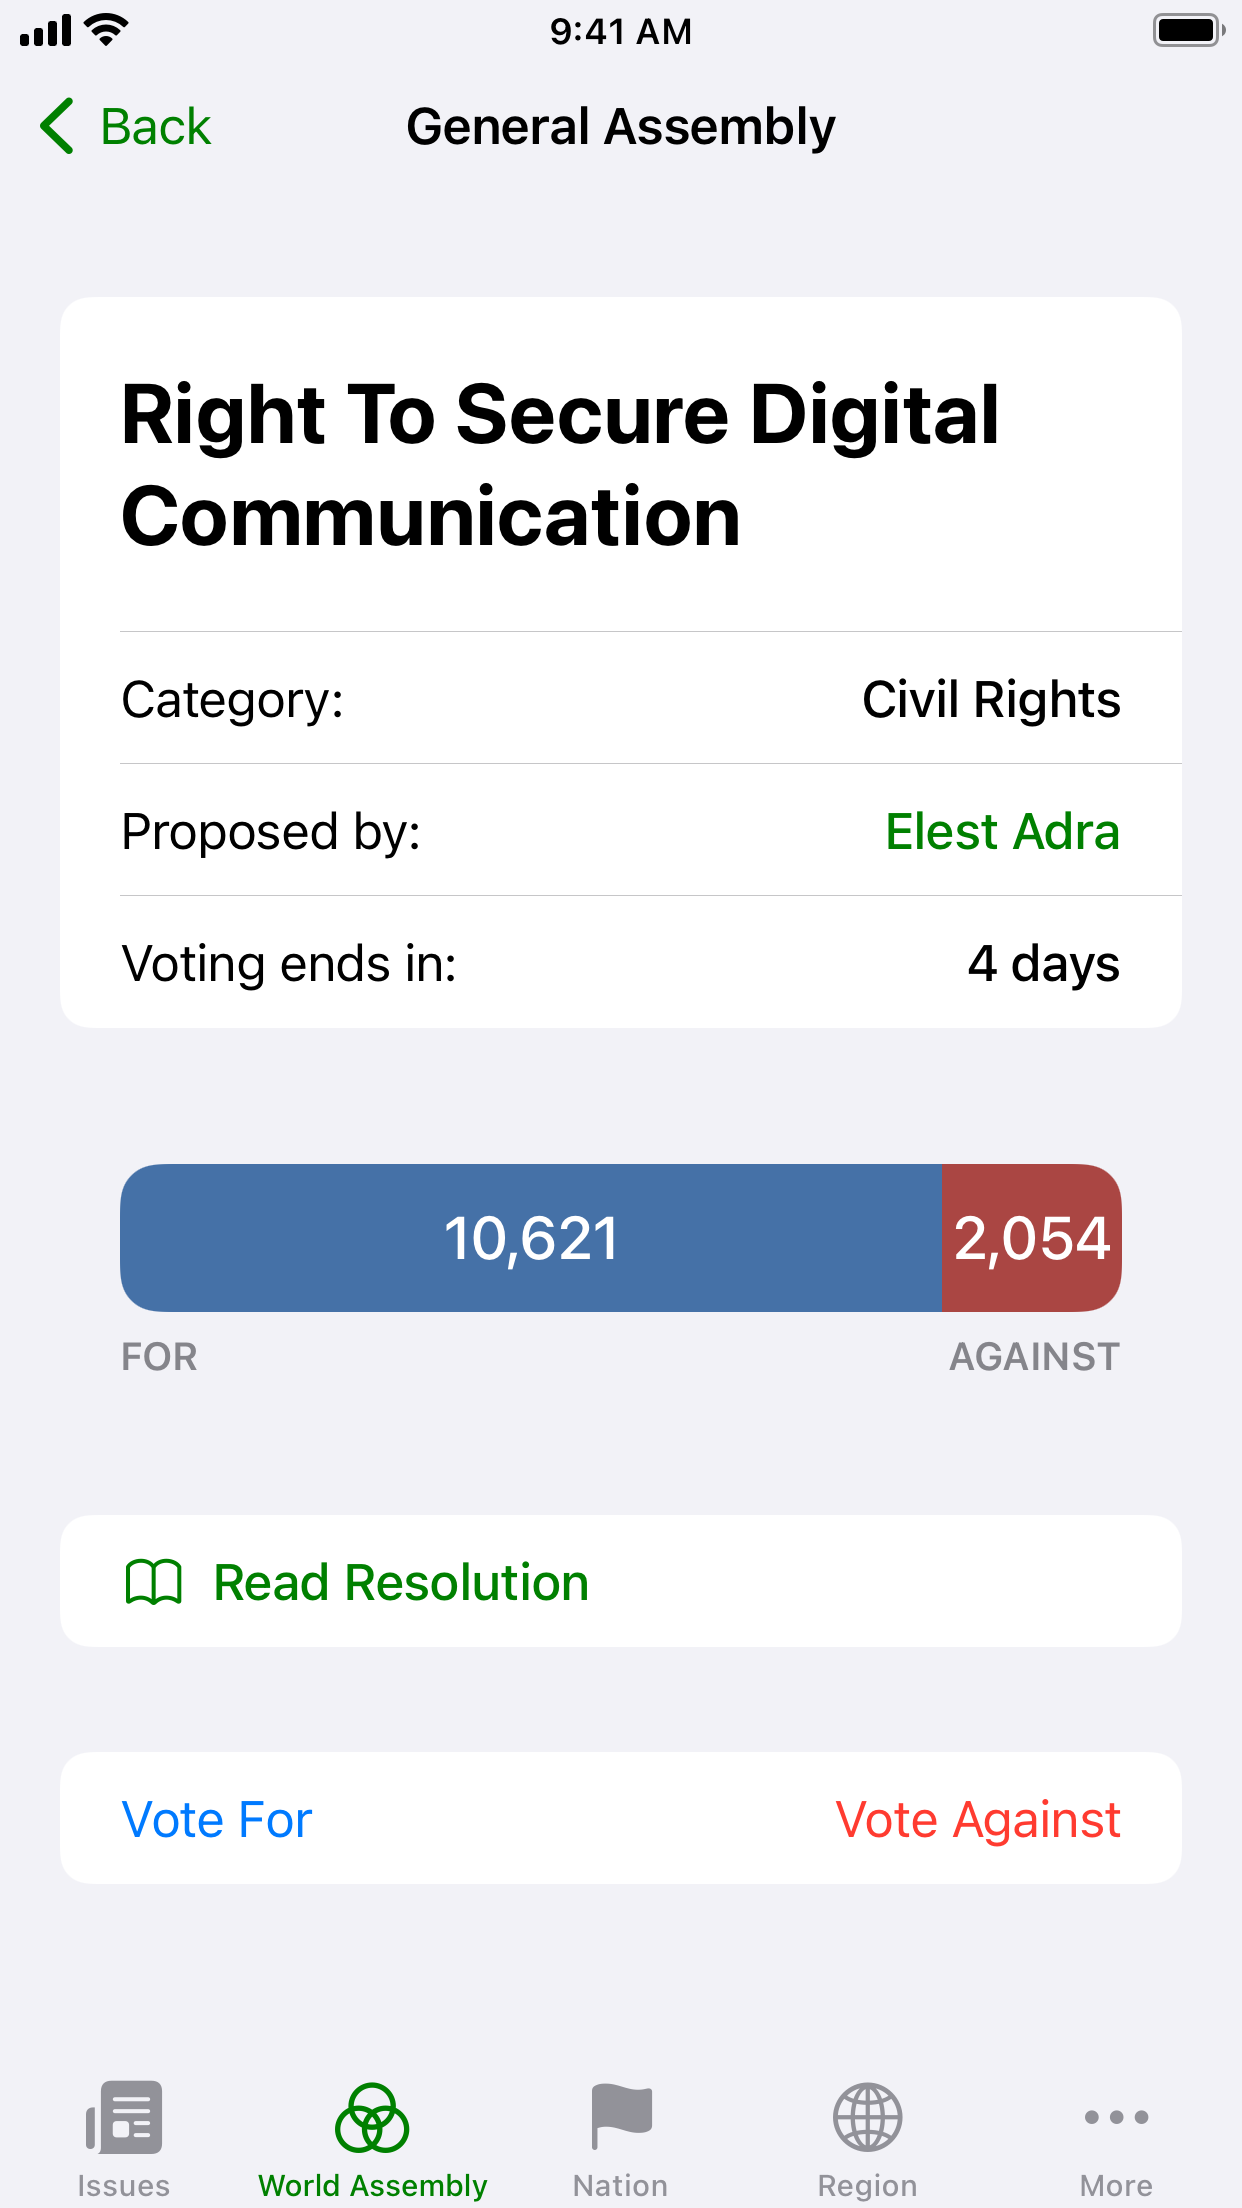 9:41 AM
Back
General Assembly
Right To Secure Digital
Communication
Category: Civil Rights
Proposed by: Elest Adra
Voting ends in: 4 days
10,621 2,054
FOR AGAINST
Read Resolution
Vote For Vote Against
Issues World Assembly Nation Region More